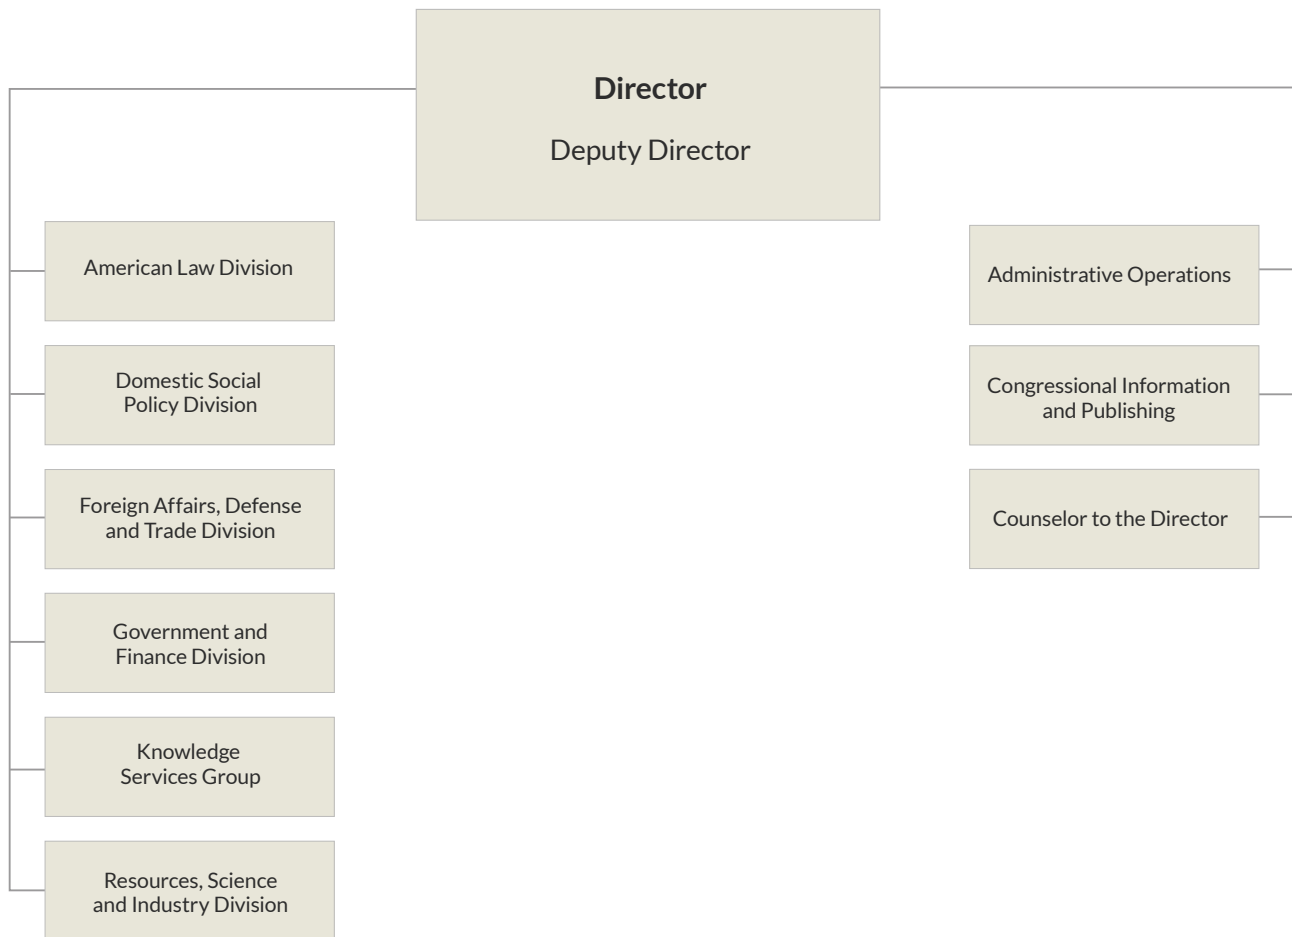 Director
Deputy Director
American Law Division
Domestic Social
Policy Division
Foreign Affairs, Defense
and Trade Division
Government and
Finance Division
Knowledge
Services Group
Resources, Science
and Industry Division
Administrative Operations
Congressional Information
and Publishing
Counselor to the Director